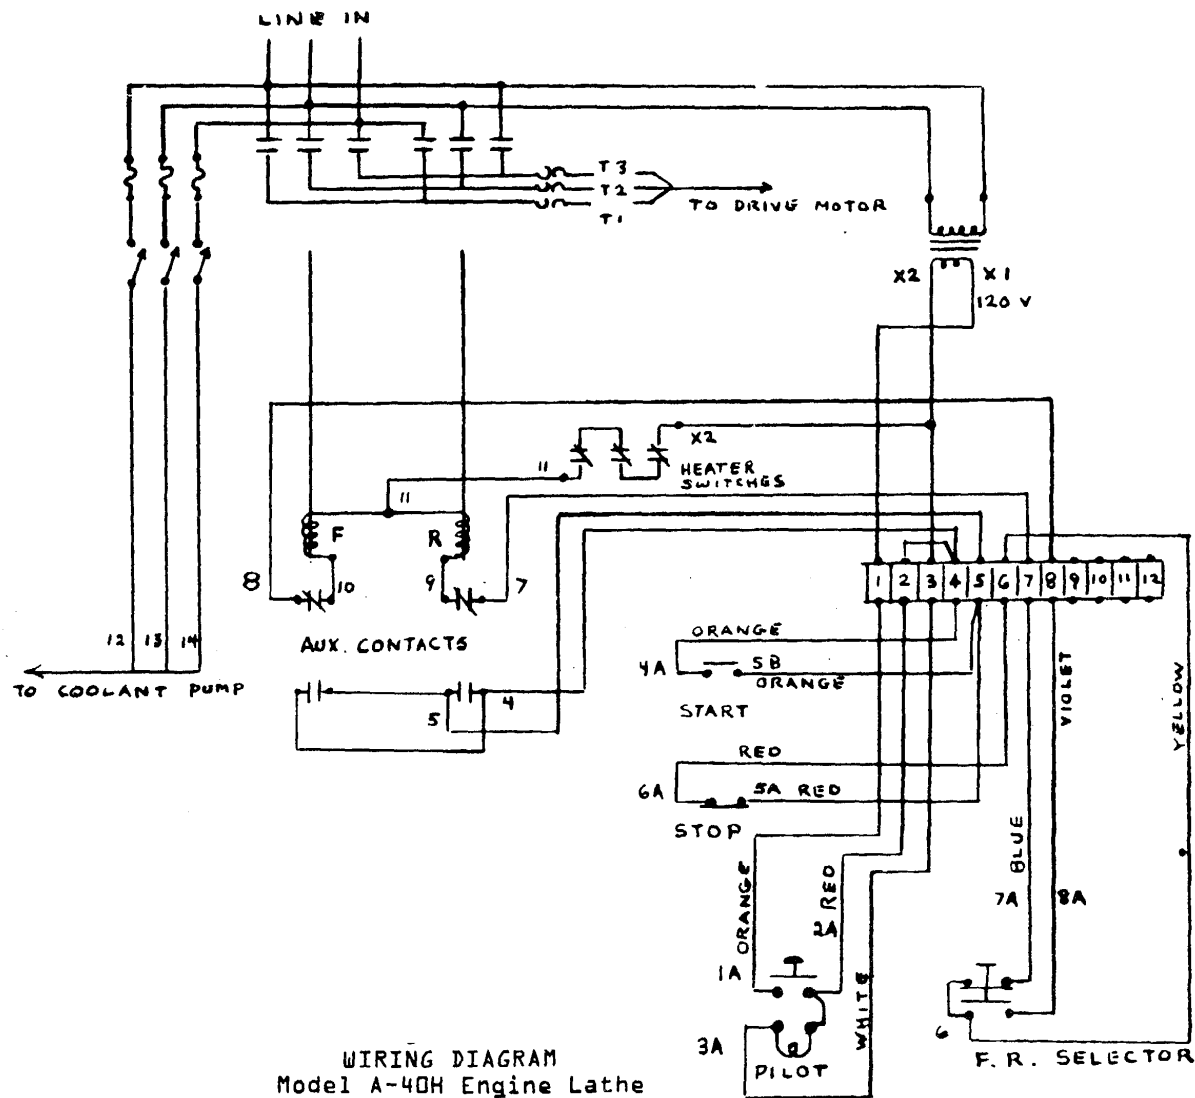 LINE IN
T3
T2
T1
TO DRIVE MOTOR
X2 X1
120 V
X2
11
HEATER
SWITCHES
11
F R
8 10 9 7
1 2 3 4 5 6 7 8 9 10 11 12
12 13 14
AUX. CONTACTS
ORANGE
4A 5B
ORANGE
START
TO COOLANT PUMP
5 4
VIOLET
YELLOW
RED
6A 5A RED
STOP
BLUE
7A 8A
ORANGE
RED
2A
1A
WHITE
3A
PILOT
6
F. R. SELECTOR
WIRING DIAGRAM
Model A-40H Engine Lathe